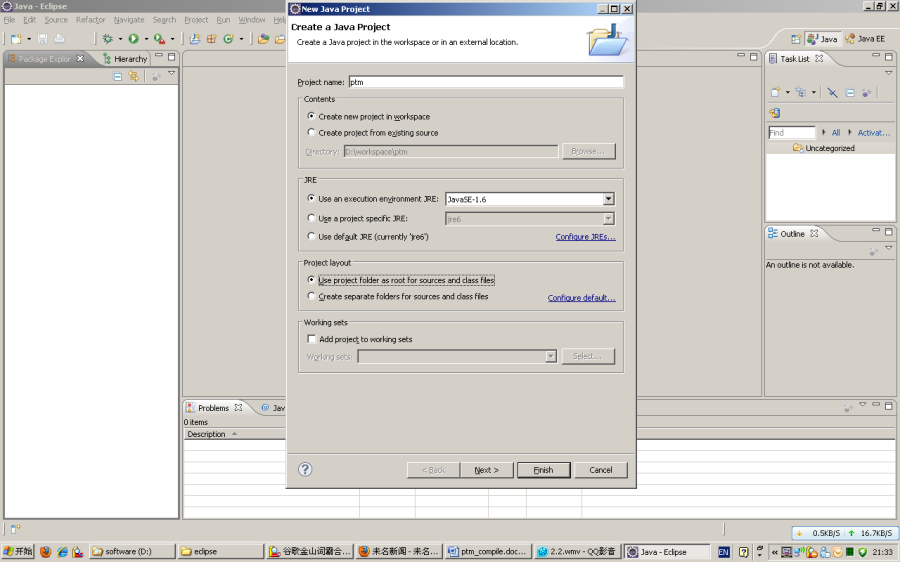 Java - Eclipse
File Edit Source Refactor Navigate Search Project Run Window Help
Java
Java EE
Package Explor
Hierarchy
New Java Project
Create a Java Project
Create a Java project in the workspace or in an external location.
Project name: ptm
Contents
Create new project in workspace
Create project from existing source
Directory: D:\workspace\ptm
Browse...
JRE
Use an execution environment JRE: JavaSE-1.6
Use a project specific JRE: jre6
Use default JRE (currently 'jre6')
Configure JREs...
Project layout
Use project folder as root for sources and class files
Create separate folders for sources and class files
Configure default...
Working sets
Add project to working sets
Working sets:
Select...
?
< Back
Next >
Finish
Cancel
Task List
Find
All
Activat...
Uncategorized
Outline
An outline is not available.
Problems
@ Jav
0 items
Description
0.5KB/S
16.7KB/S
开始
software (D:)
eclipse
谷歌金山词霸合...
未名新闻 - 未名...
ptm_compile.doc...
2.2.wmv - QQ影音
Java - Eclipse
EN
?
21:33